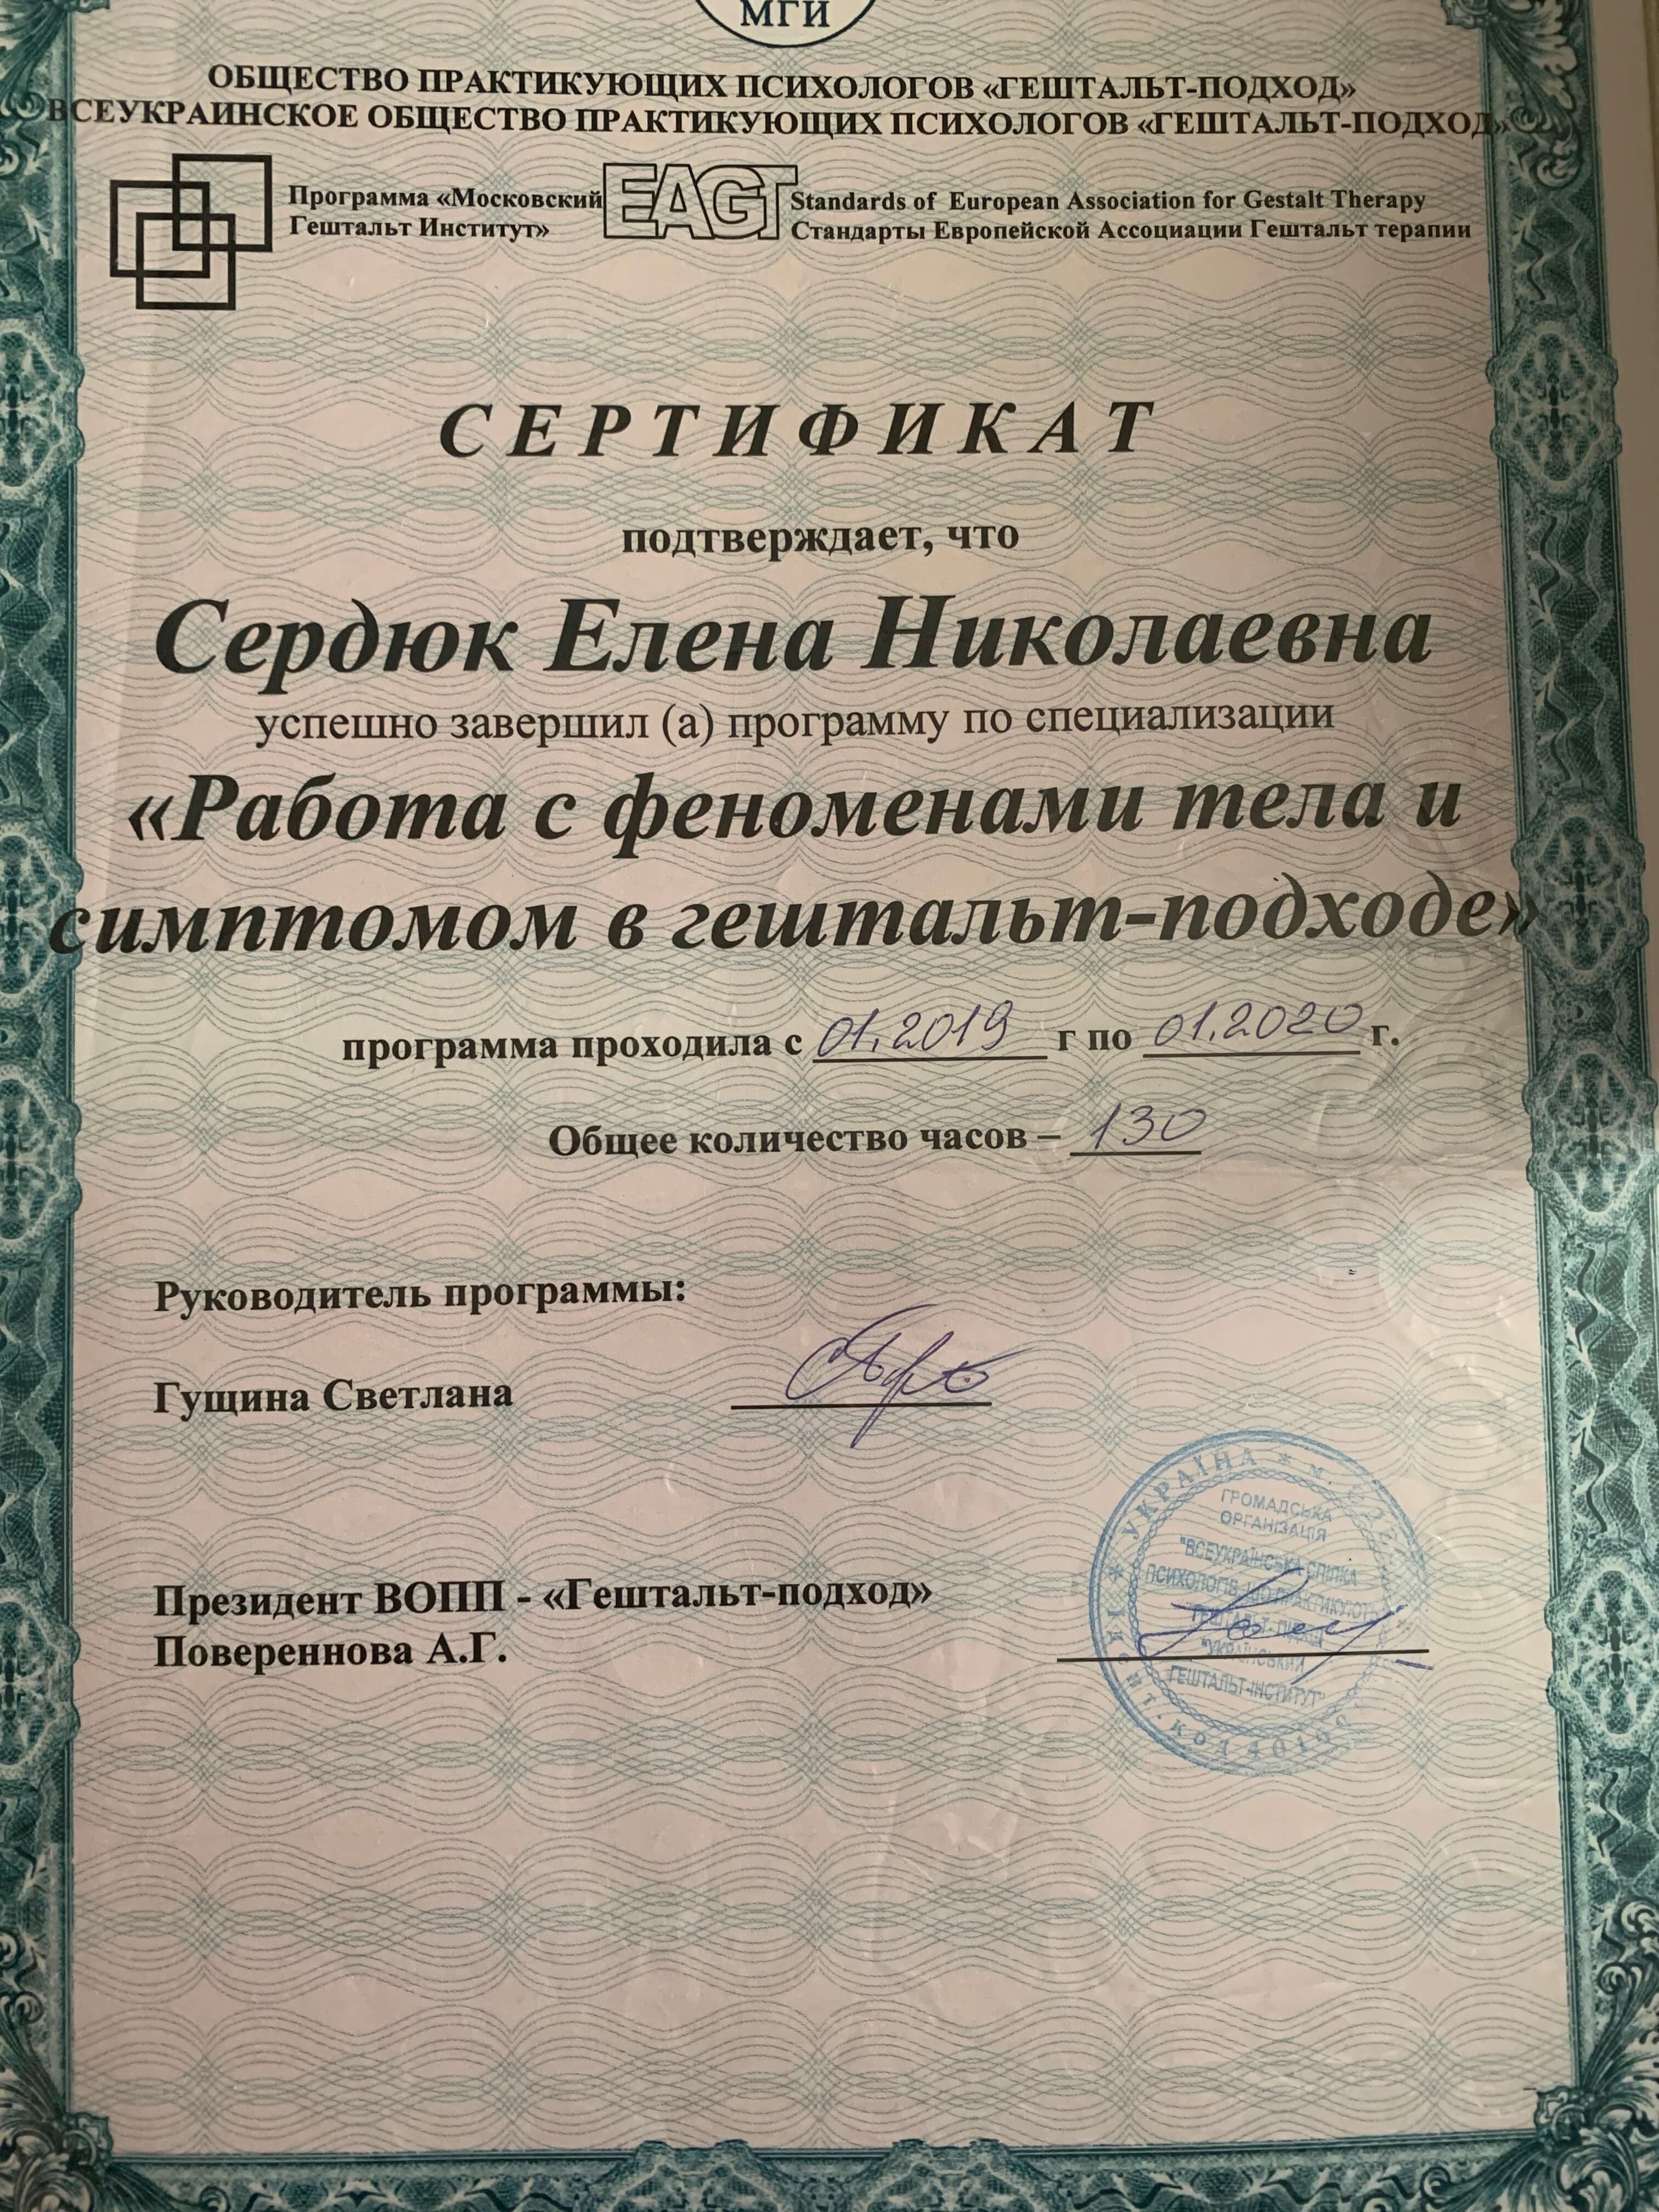 МГИ
ОБЩЕСТВО ПРАКТИКУЮЩИХ ПСИХОЛОГОВ «ГЕШТАЛЬТ-ПОДХОД»
ВСЕУКРАИНСКОЕ ОБЩЕСТВО ПРАКТИКУЮЩИХ ПСИХОЛОГОВ «ГЕШТАЛЬТ-ПОДХОД»
Программа «Московский
Гештальт Институт»
EAGT
Standards of European Association for Gestalt Therapy
Стандарты Европейской Ассоциации Гештальт терапии
СЕРТИФИКАТ
подтверждает, что
Сердюк Елена Николаевна
успешно завершил (а) программу по специализации
«Работа с феноменами тела и
симптомом в гештальт-подходе»
программа проходила с 01.2019 г по 01.2020 г.
Общее количество часов – 130
Руководитель программы:
Гущина Светлана
Президент ВОПП - «Гештальт-подход»
Повереннова А.Г.
УКРАЇНА
ГРОМАДСЬКА
ОРГАНІЗАЦІЯ
"ВСЕУКРАЇНСЬКА СПІЛКА
ПСИХОЛОГІВ
"УКРАЇНСЬКИЙ
ГЕШТАЛЬТ-ІНСТИТУТ"